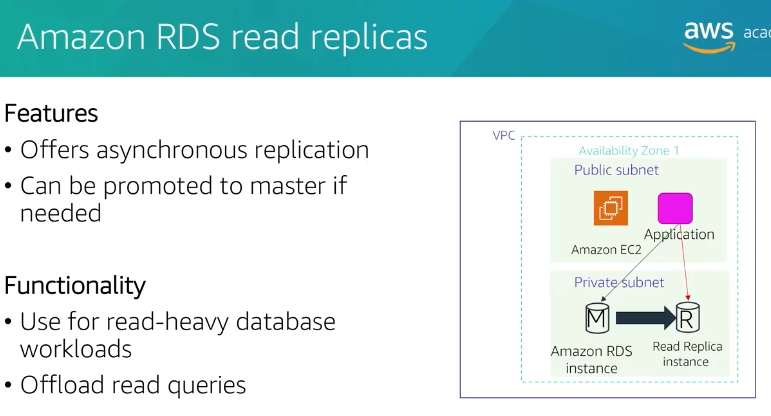 Amazon RDS read replicas
aws
Features
• Offers asynchronous replication
• Can be promoted to master if
needed
Functionality
• Use for read-heavy database
workloads
• Offload read queries
VPC
Availability Zone 1
Public subnet
Application
Amazon EC2
Private subnet
M
R
Amazon RDS
instance
Read Replica
instance